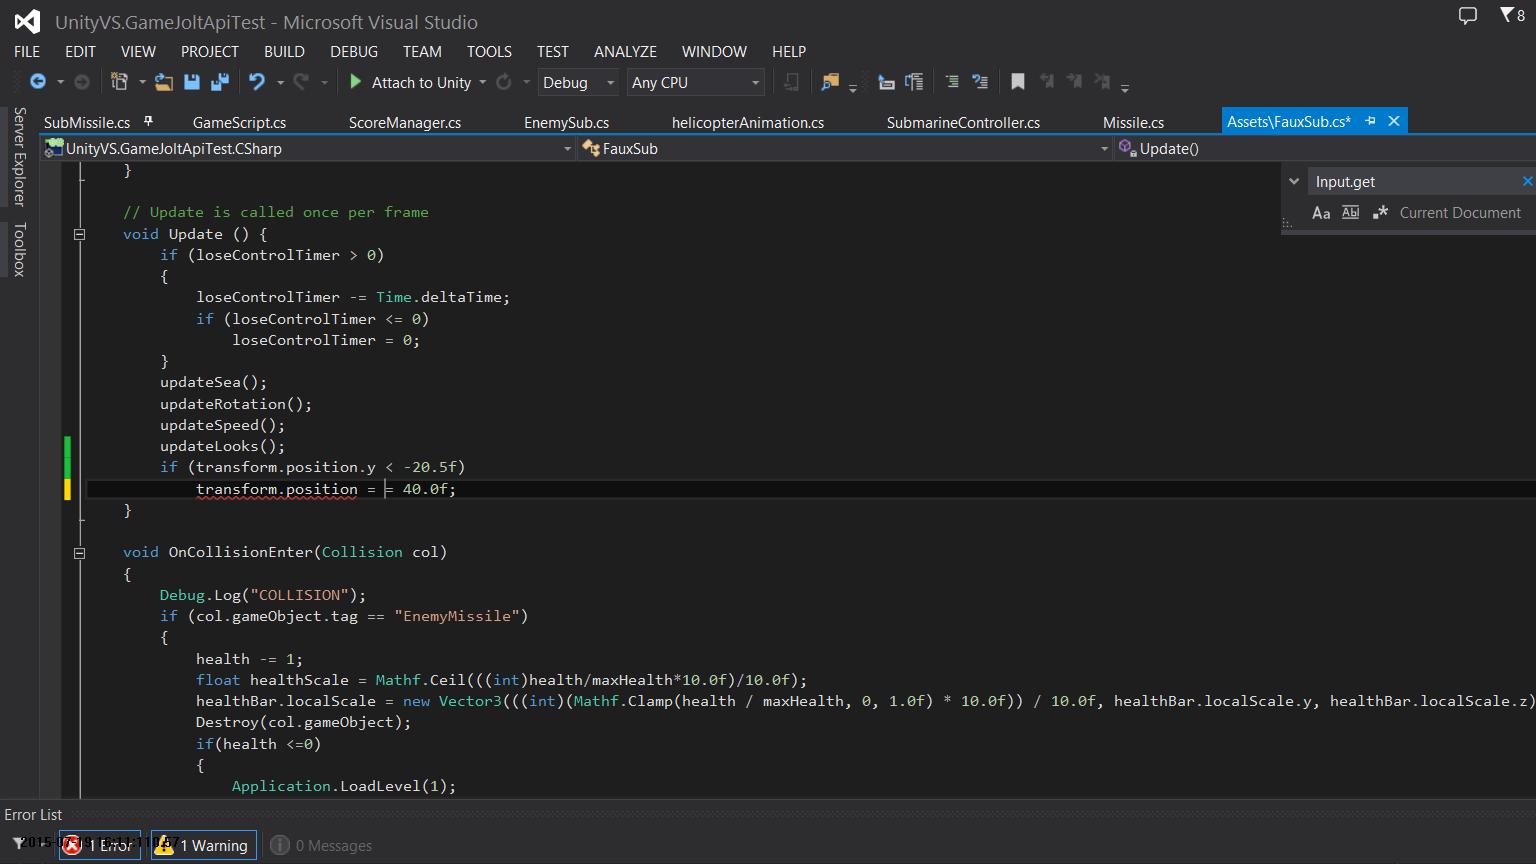 UnityVS.GameJoltApiTest - Microsoft Visual Studio
8
FILE EDIT VIEW PROJECT BUILD DEBUG TEAM TOOLS TEST ANALYZE WINDOW HELP
Attach to Unity Debug Any CPU
Server Explorer
Toolbox
SubMissile.cs GameScript.cs ScoreManager.cs EnemySub.cs helicopterAnimation.cs SubmarineController.cs Missile.cs Assets\FauxSub.cs*
UnityVS.GameJoltApiTest.CSharp FauxSub Update()
Input.get
Aa Abl .* Current Document
}
// Update is called once per frame
void Update () {
if (loseControlTimer > 0)
{
loseControlTimer -= Time.deltaTime;
if (loseControlTimer <= 0)
loseControlTimer = 0;
}
updateSea();
updateRotation();
updateSpeed();
updateLooks();
if (transform.position.y < -20.5f)
transform.position = = 40.0f;
}
void OnCollisionEnter(Collision col)
{
Debug.Log("COLLISION");
if (col.gameObject.tag == "EnemyMissile")
{
health -= 1;
float healthScale = Mathf.Ceil(((int)health/maxHealth*10.0f)/10.0f);
healthBar.localScale = new Vector3(((int)(Mathf.Clamp(health / maxHealth, 0, 1.0f) * 10.0f)) / 10.0f, healthBar.localScale.y, healthBar.localScale.z)
Destroy(col.gameObject);
if(health <=0)
{
Application.LoadLevel(1);
Error List
1 Error 1 Warning 0 Messages